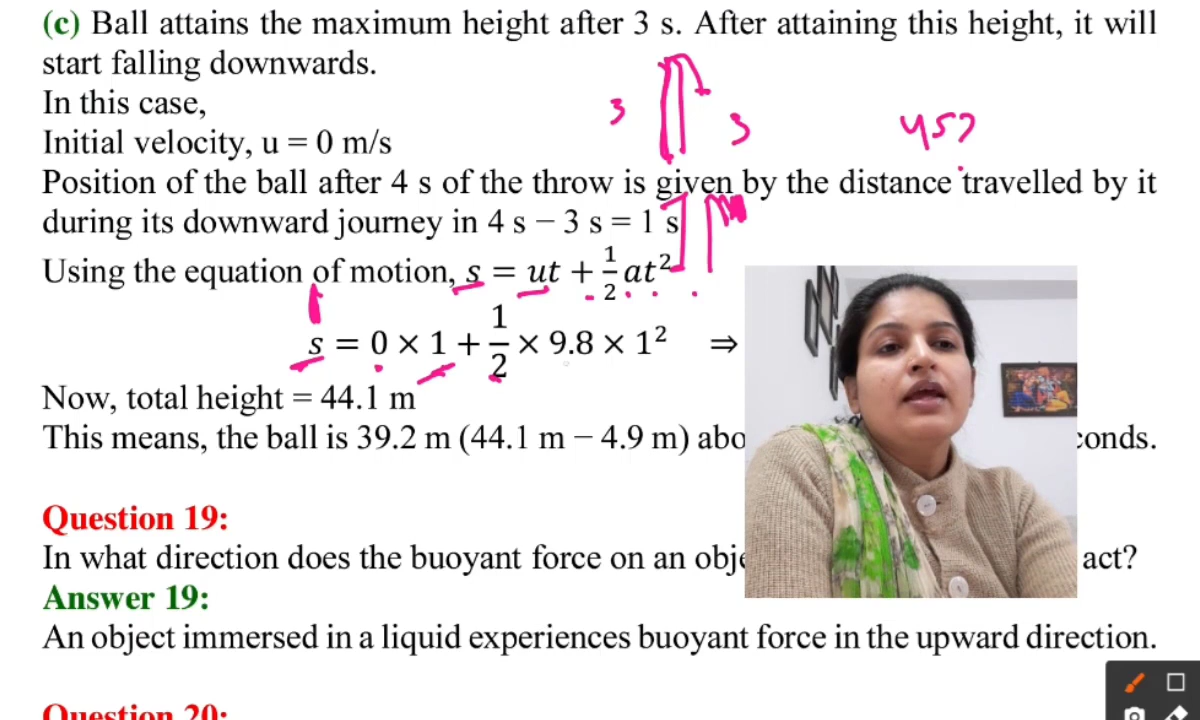 (c) Ball attains the maximum height after 3 s. After attaining this height, it will
start falling downwards.
In this case,
3
3
45?
Initial velocity, u = 0 m/s
Position of the ball after 4 s of the throw is given by the distance travelled by it
during its downward journey in 4 s − 3 s = 1 s
Using the equation of motion, s = ut + 1/2 at²
s = 0 × 1 + 1/2 × 9.8 × 1² ⇒
Now, total height = 44.1 m
This means, the ball is 39.2 m (44.1 m − 4.9 m)
Question 19:
In what direction does the buoyant force on an act?
Answer 19:
An object immersed in a liquid experiences buoyant force in the upward direction.
Question 20: